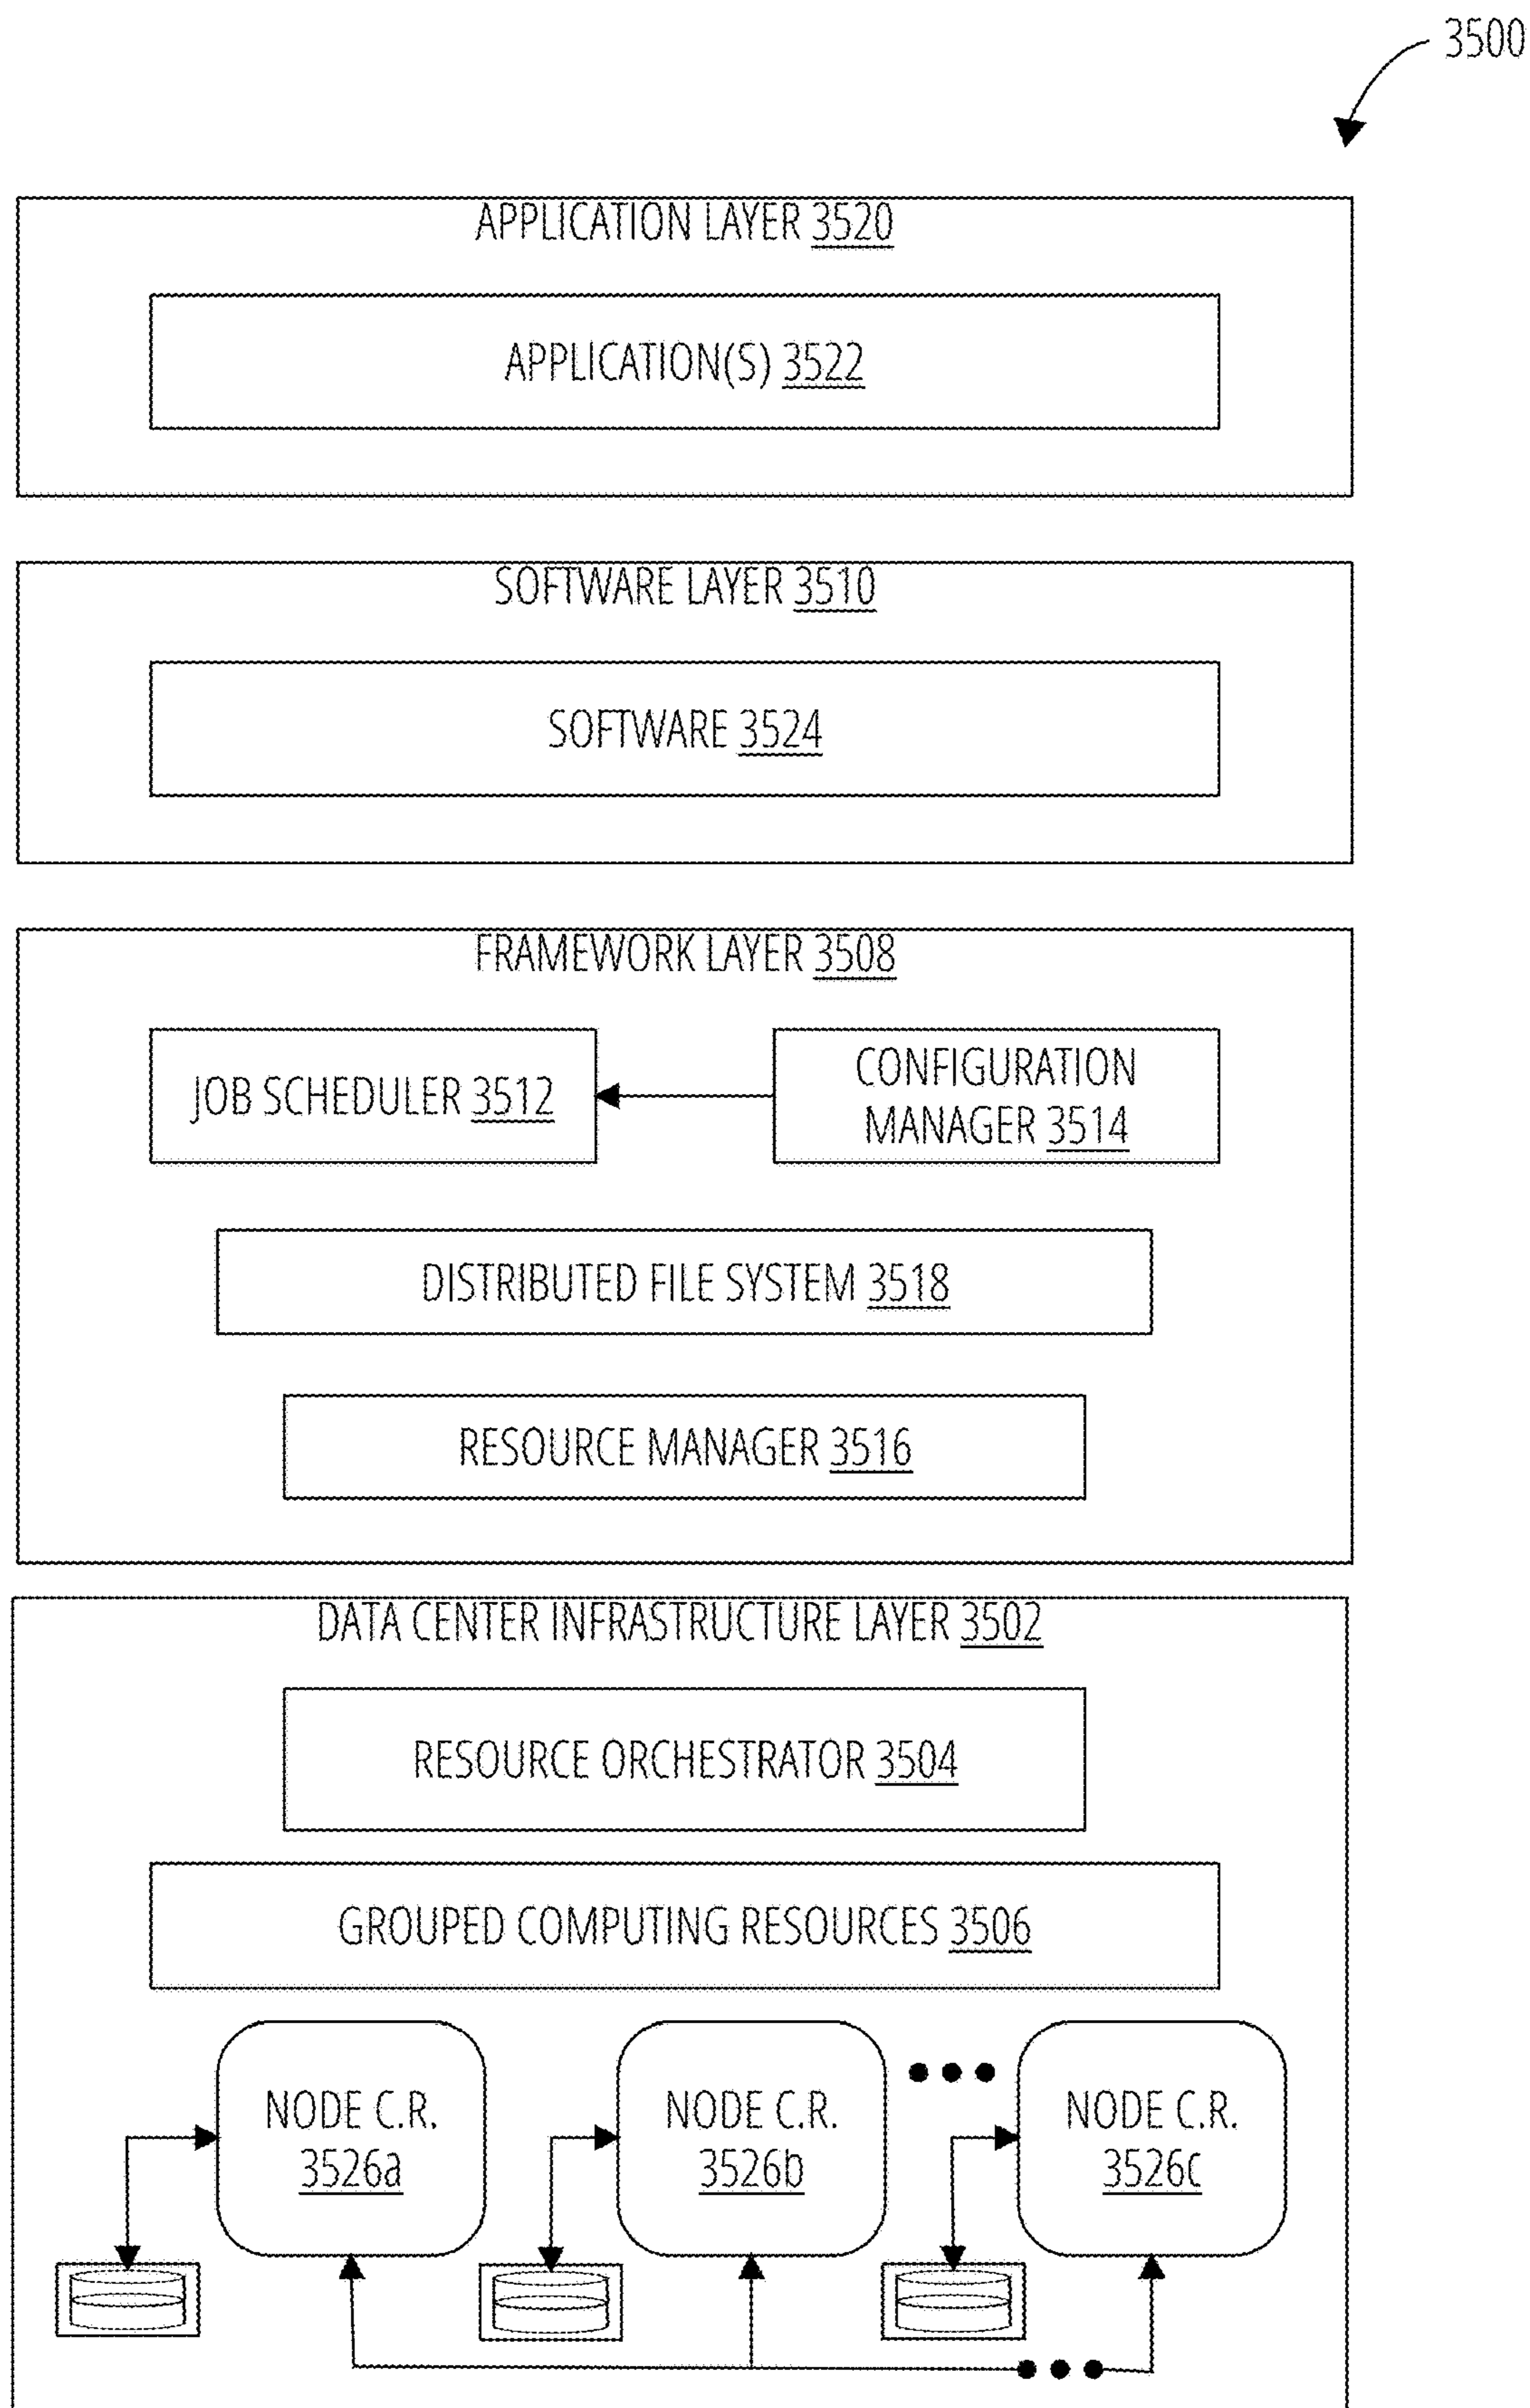 3500
APPLICATION LAYER 3520
APPLICATION(S) 3522
SOFTWARE LAYER 3510
SOFTWARE 3524
FRAMEWORK LAYER 3508
JOB SCHEDULER 3512
CONFIGURATION
MANAGER 3514
DISTRIBUTED FILE SYSTEM 3518
RESOURCE MANAGER 3516
DATA CENTER INFRASTRUCTURE LAYER 3502
RESOURCE ORCHESTRATOR 3504
GROUPED COMPUTING RESOURCES 3506
NODE C.R.
3526a
NODE C.R.
3526b
NODE C.R.
3526c